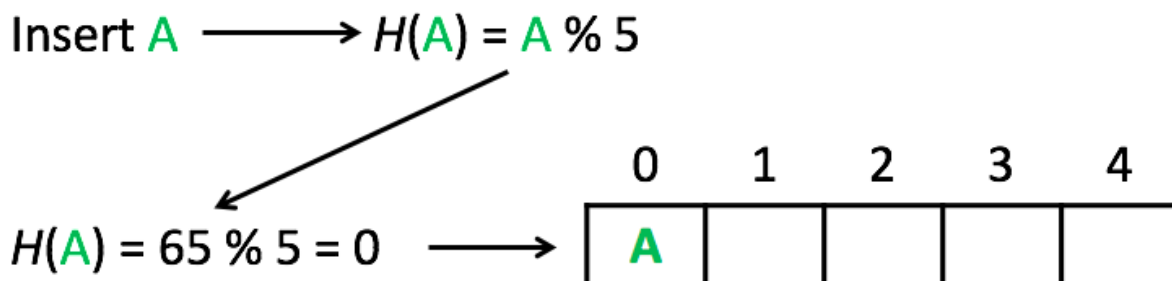 Insert A H(A) = A % 5
0 1 2 3 4
H(A) = 65 % 5 = 0 A